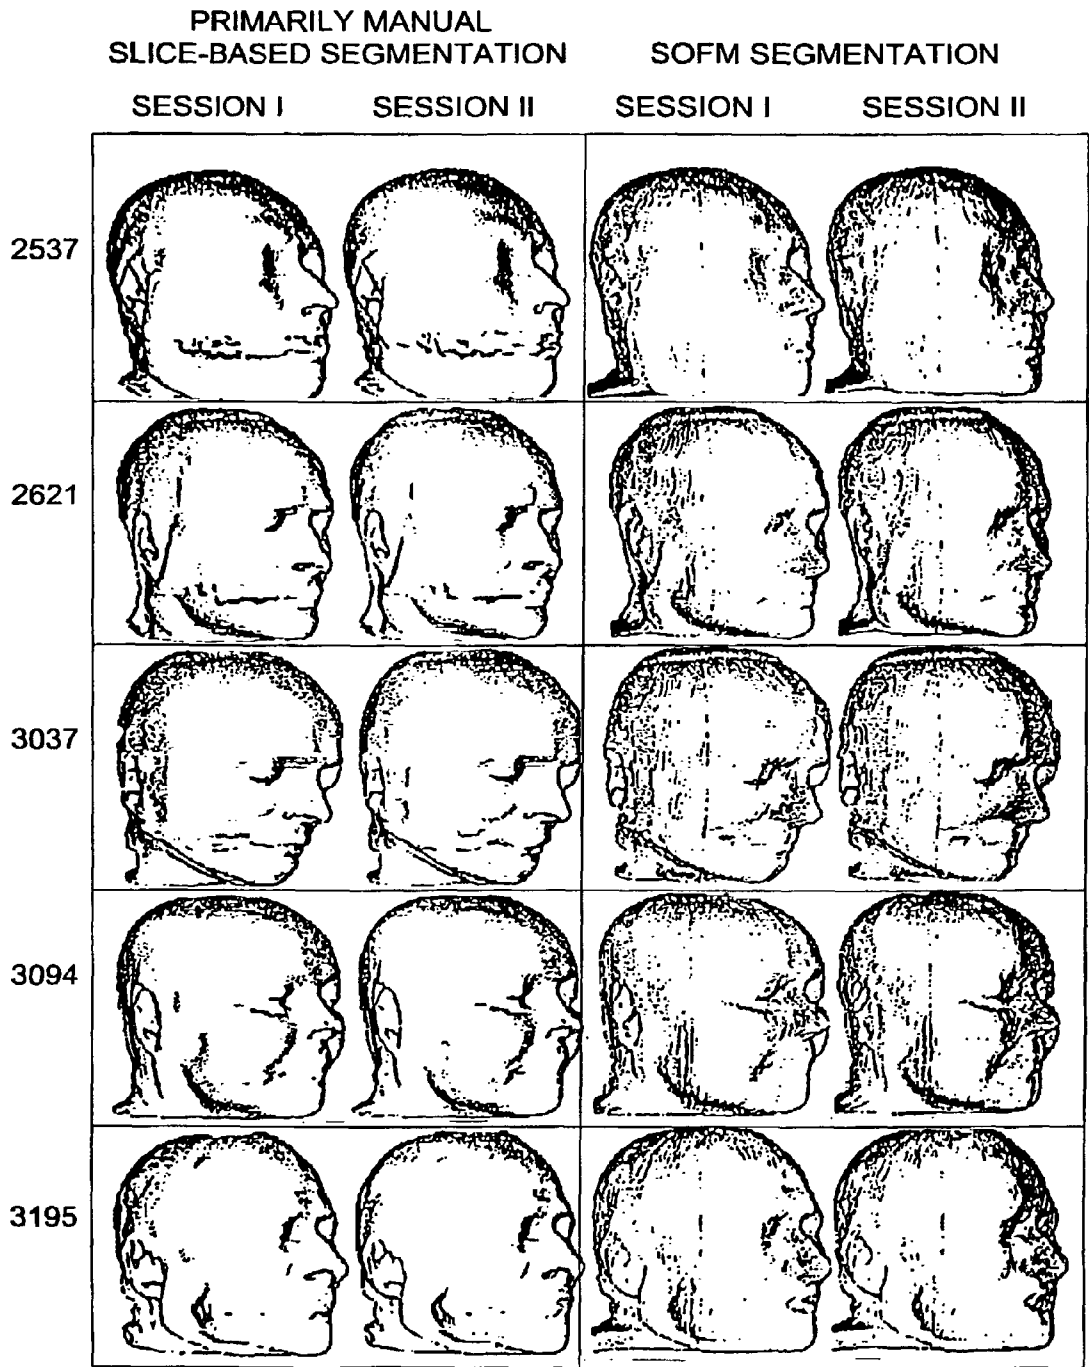 PRIMARILY MANUAL
SLICE-BASED SEGMENTATION
SOFM SEGMENTATION
SESSION I
SESSION II
SESSION I
SESSION II
2537
2621
3037
3094
3195